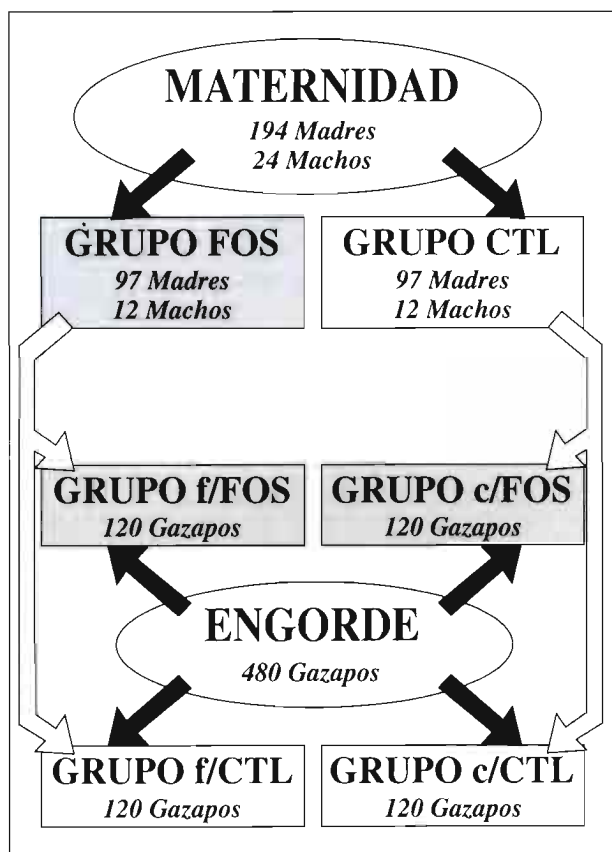 MATERNIDAD
194 Madres
24 Machos
GRUPO FOS
97 Madres
12 Machos
GRUPO CTL
97 Madres
12 Machos
GRUPO f/FOS
120 Gazapos
GRUPO c/FOS
120 Gazapos
ENGORDE
480 Gazapos
GRUPO f/CTL
120 Gazapos
GRUPO c/CTL
120 Gazapos